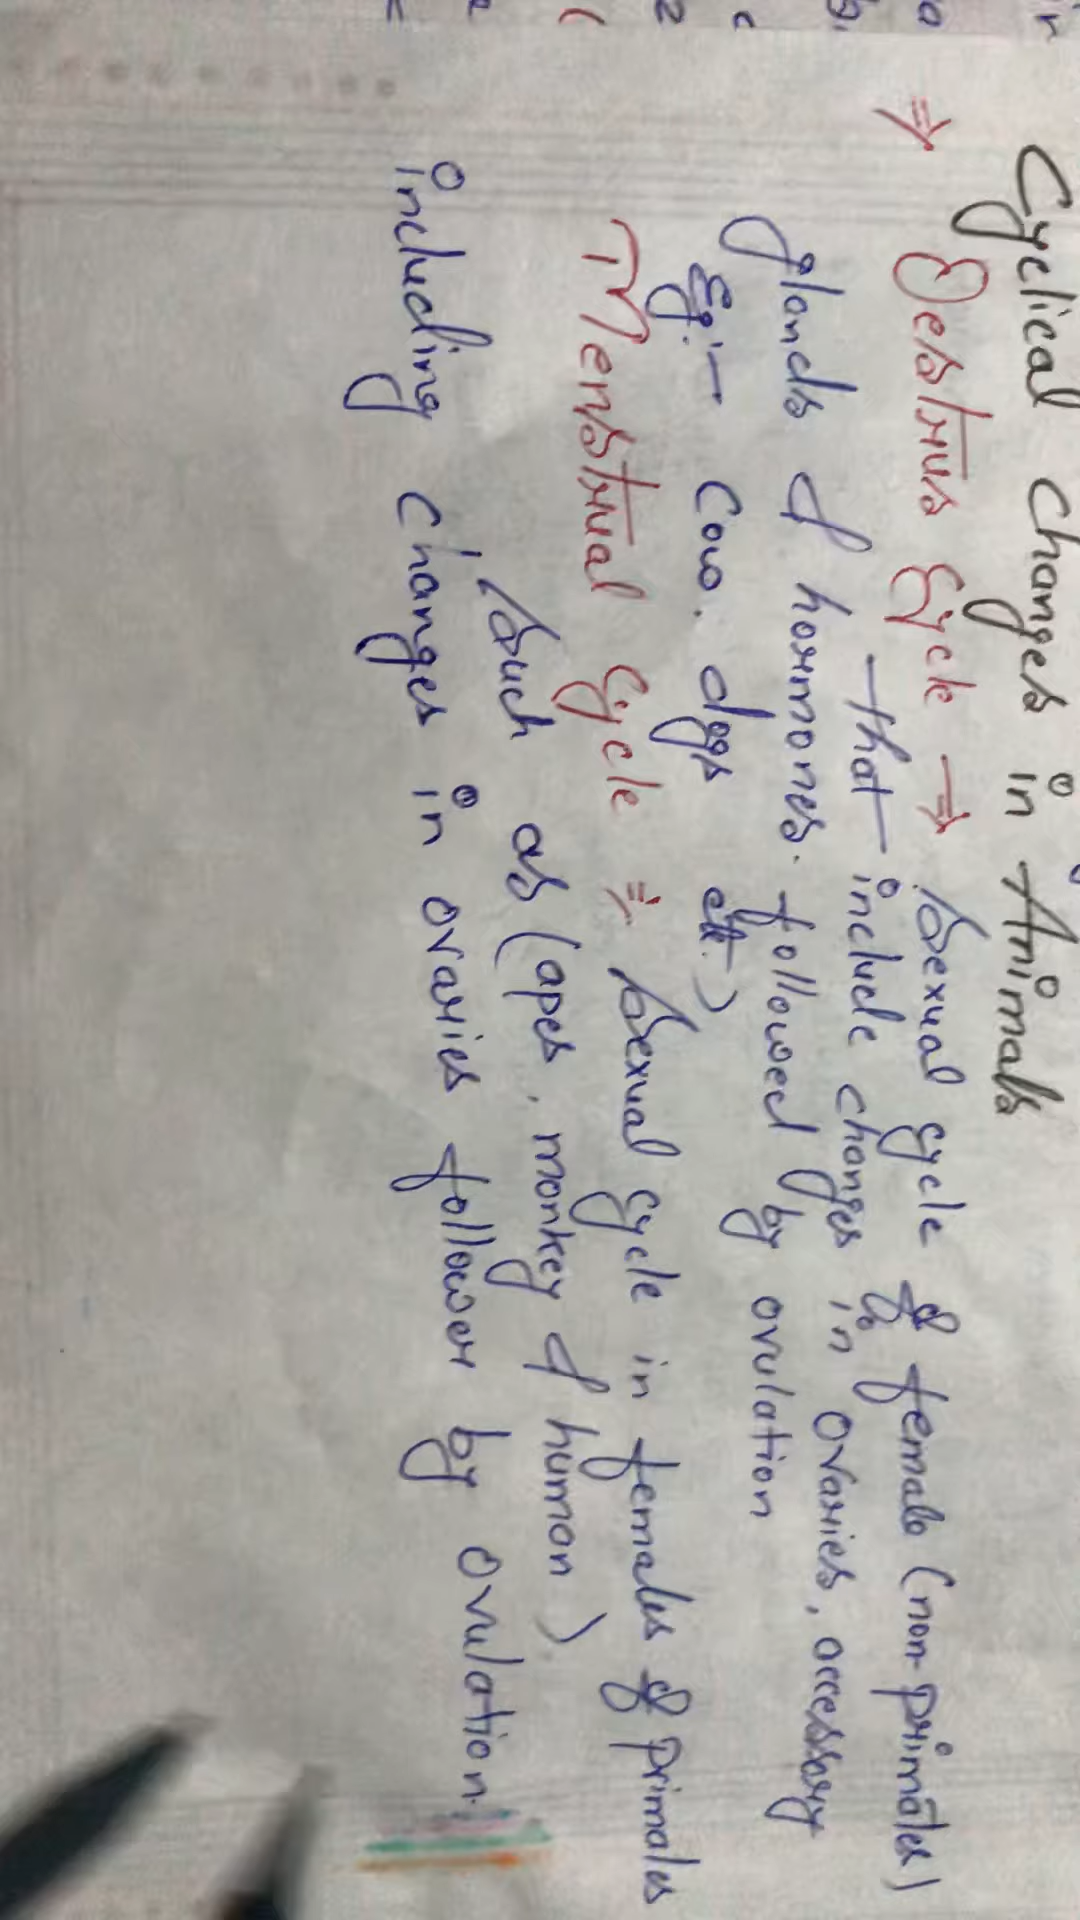 Cyclical changes in Animals
⇒ Oestrus Cycle → Sexual cycle of female (non-primates)
that include changes in ovaries, accessory
glands & hormones. followed by ovulation
Eg:- Cow. dogs etc.)
Menstrual Cycle = Sexual cycle in females of primates
such as (apes, monkey & human)
including changes in ovaries follower by ovulation.